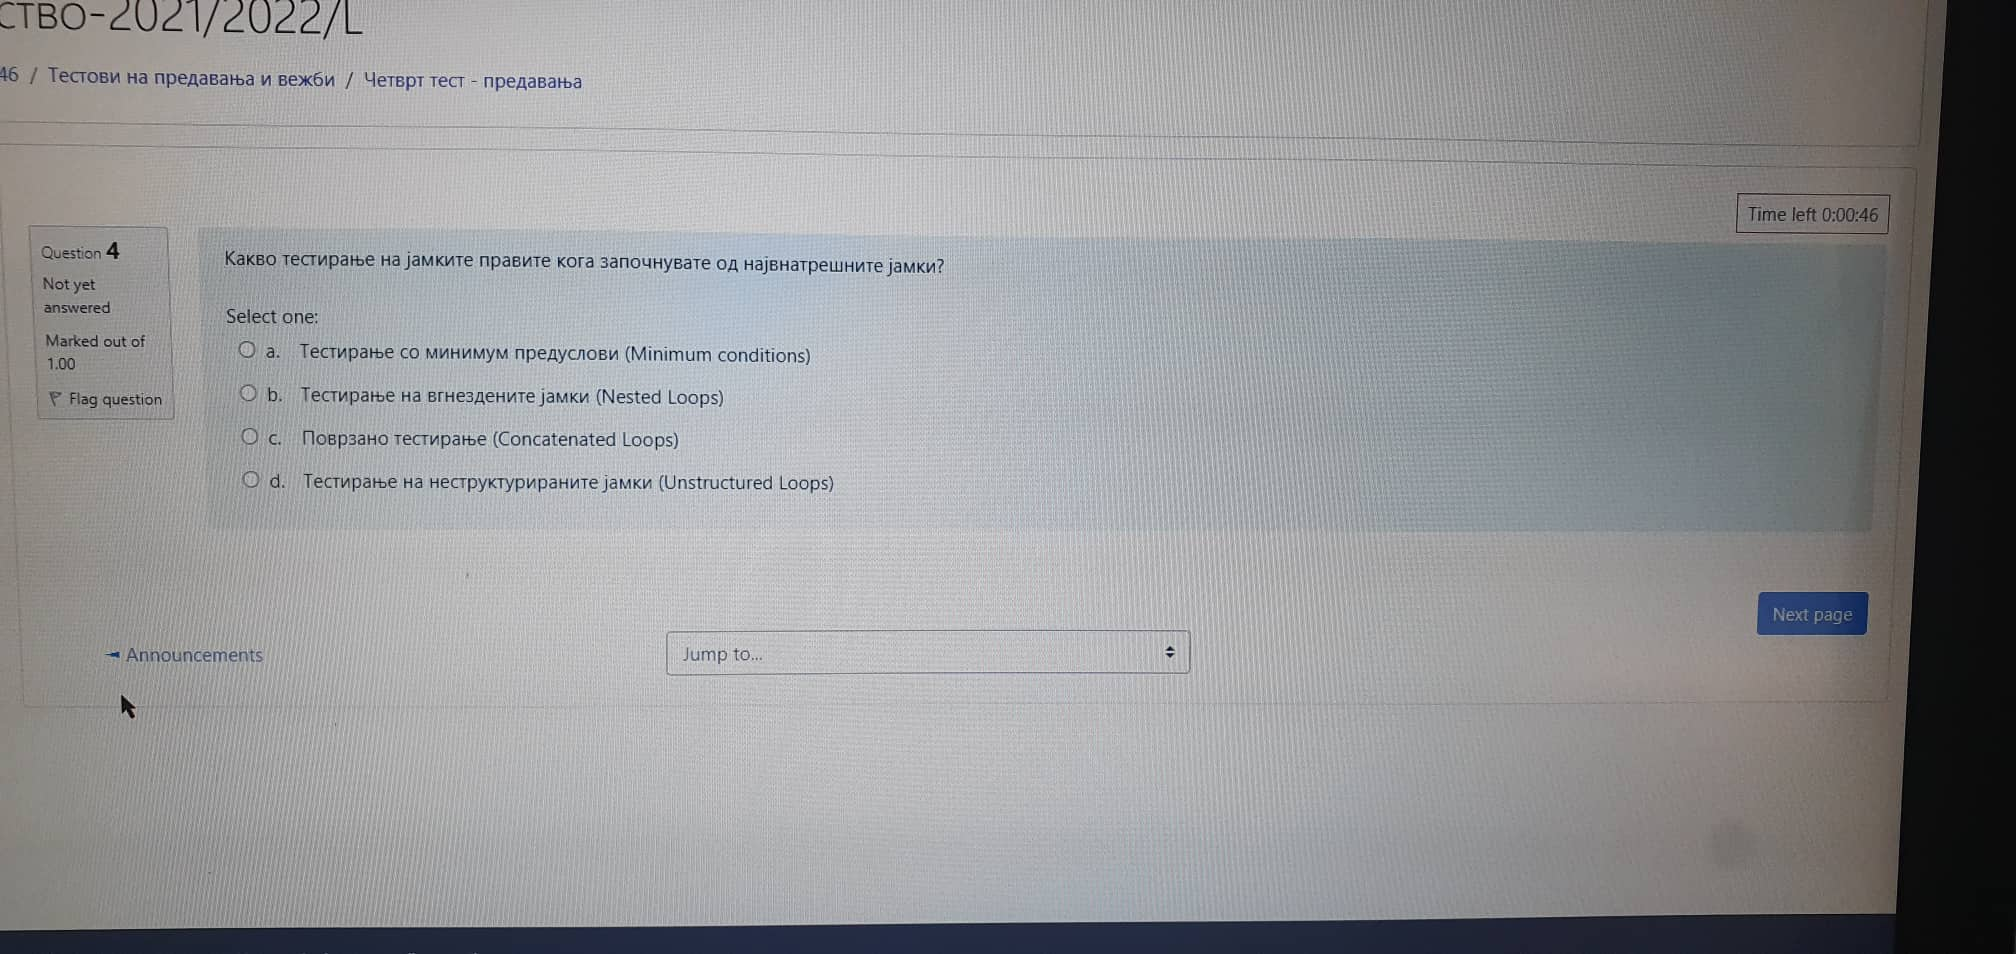 СТВО-2021/2022/L
46 / Тестови на предавања и вежби / Четврт тест - предавања
Time left 0:00:46
Question 4
Not yet
answered
Marked out of
1.00
Flag question
Какво тестирање на јамките правите кога започнувате од највнатрешните јамки?
Select one:
a. Тестирање со минимум предуслови (Minimum conditions)
b. Тестирање на вгнездените јамки (Nested Loops)
c. Поврзано тестирање (Concatenated Loops)
d. Тестирање на неструктурираните јамки (Unstructured Loops)
Next page
Announcements
Jump to...